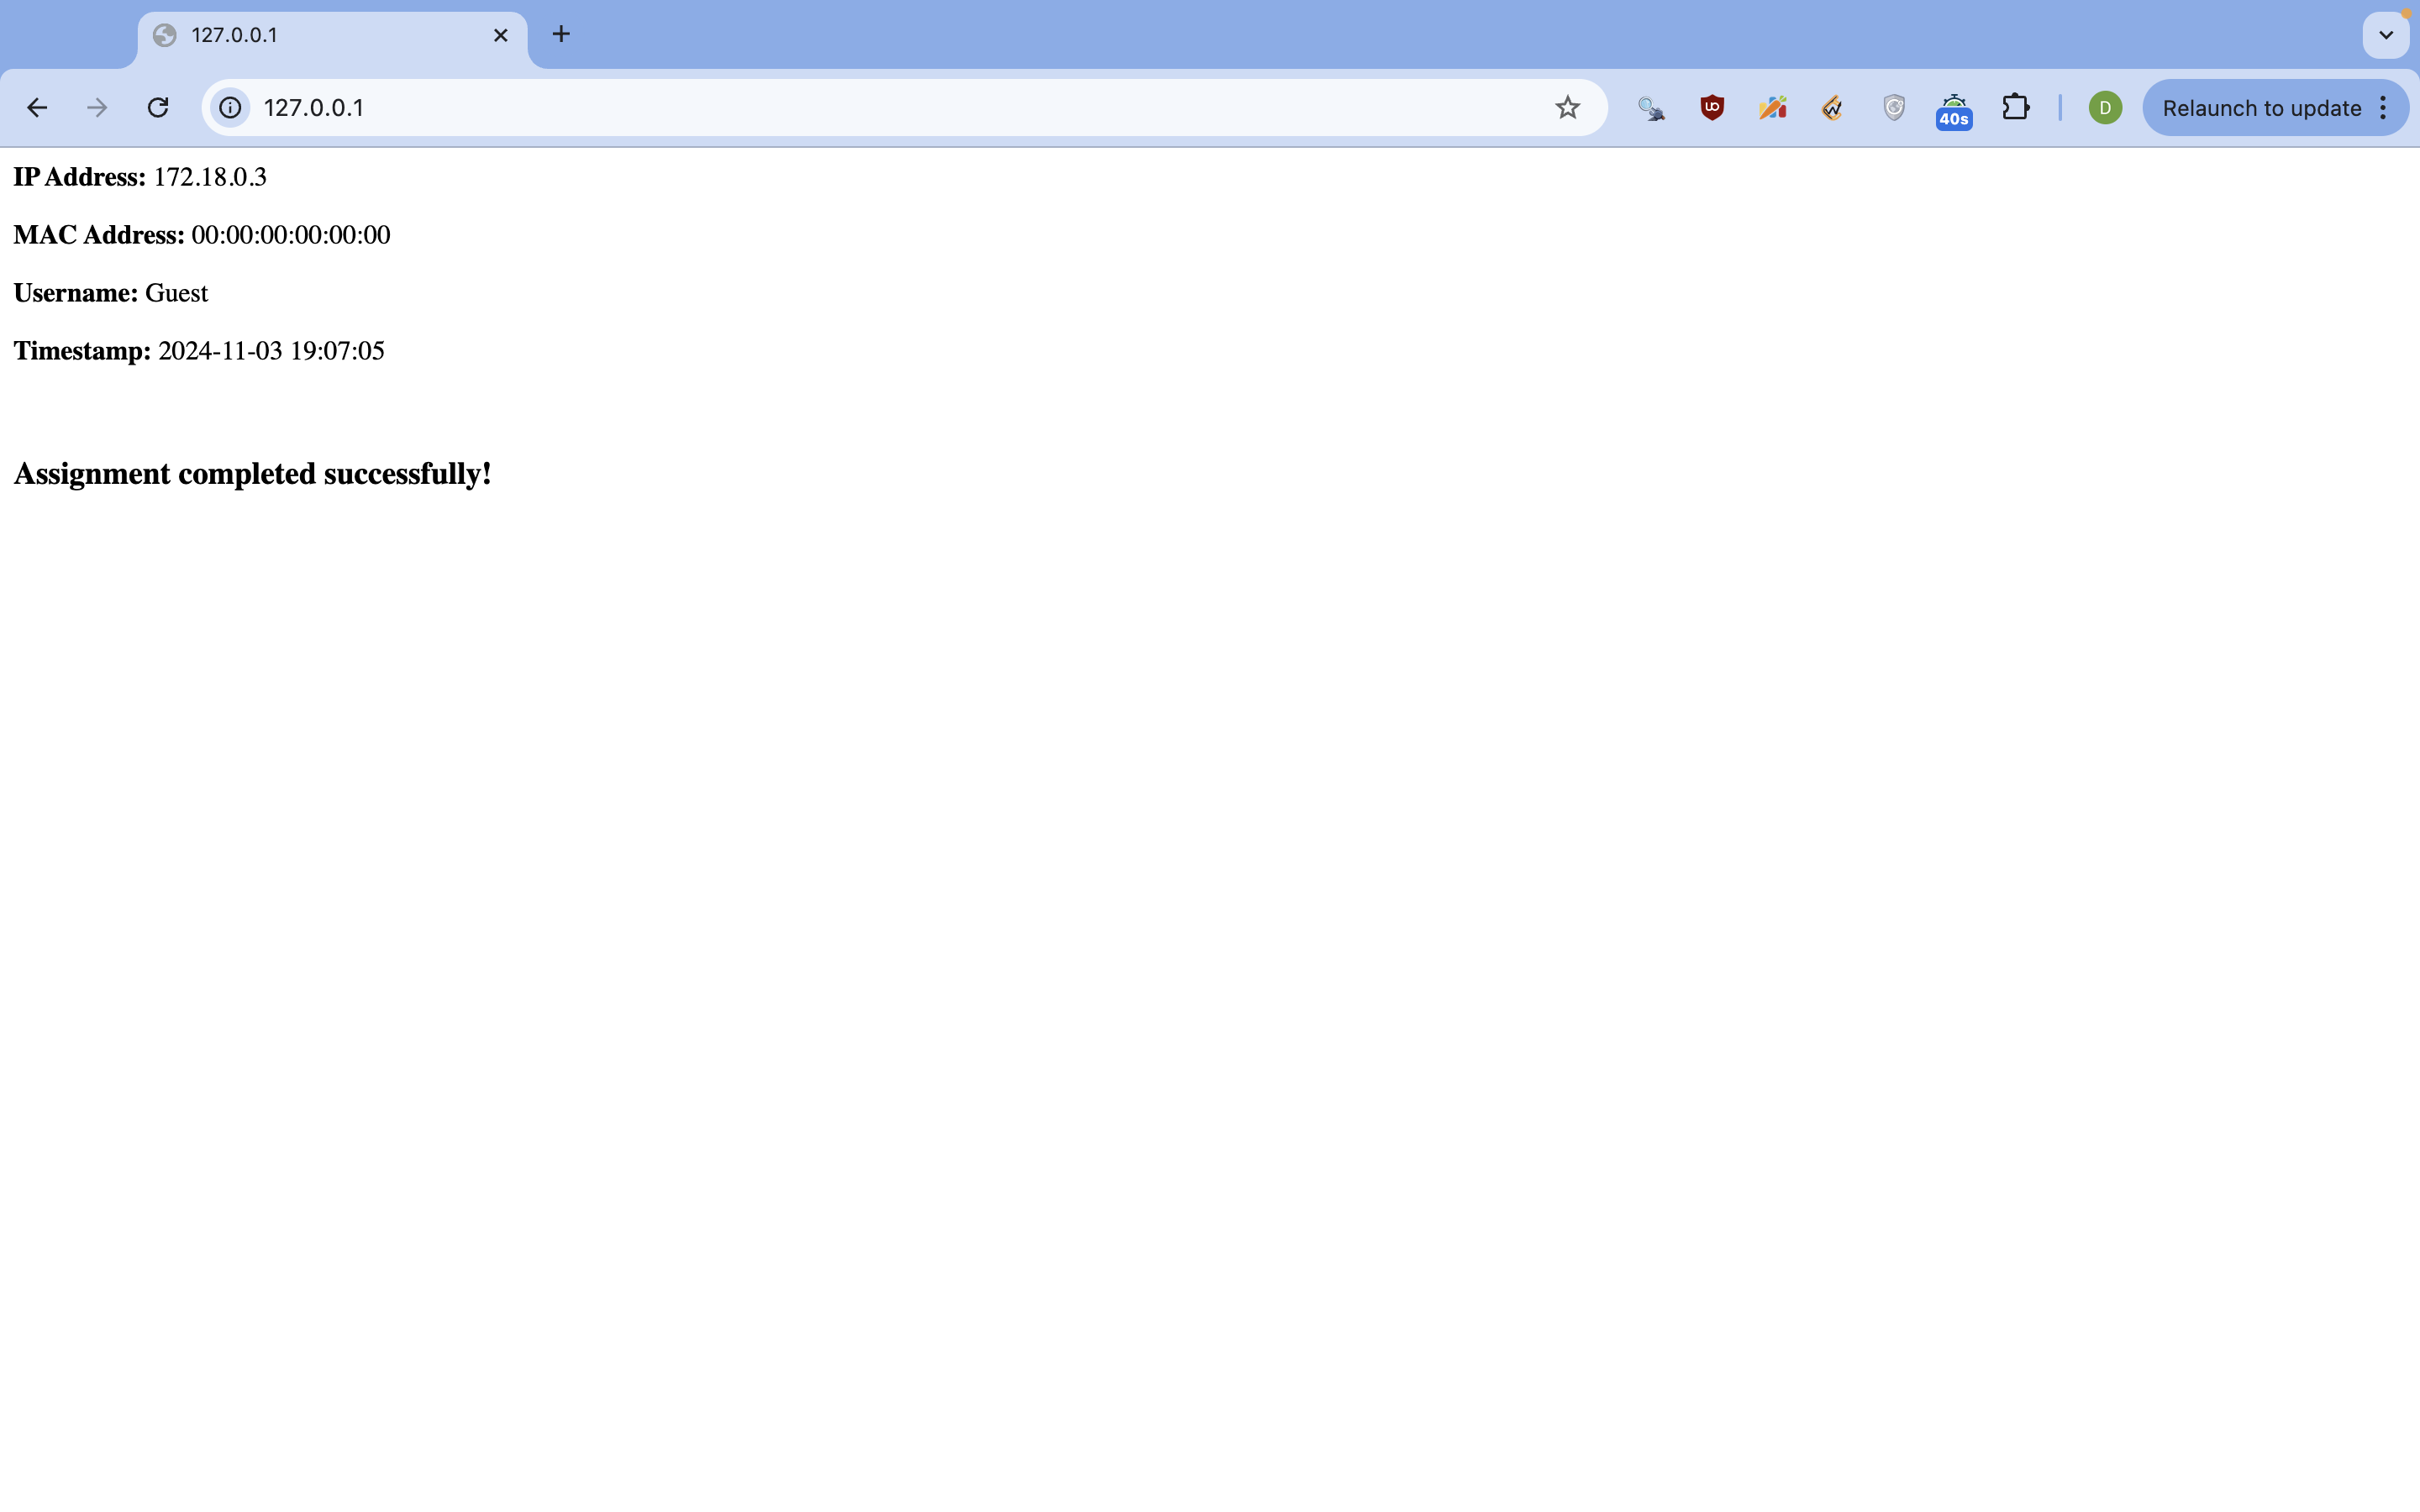 127.0.0.1
127.0.0.1
40s
D
Relaunch to update
IP Address: 172.18.0.3
MAC Address: 00:00:00:00:00:00
Username: Guest
Timestamp: 2024-11-03 19:07:05
Assignment completed successfully!